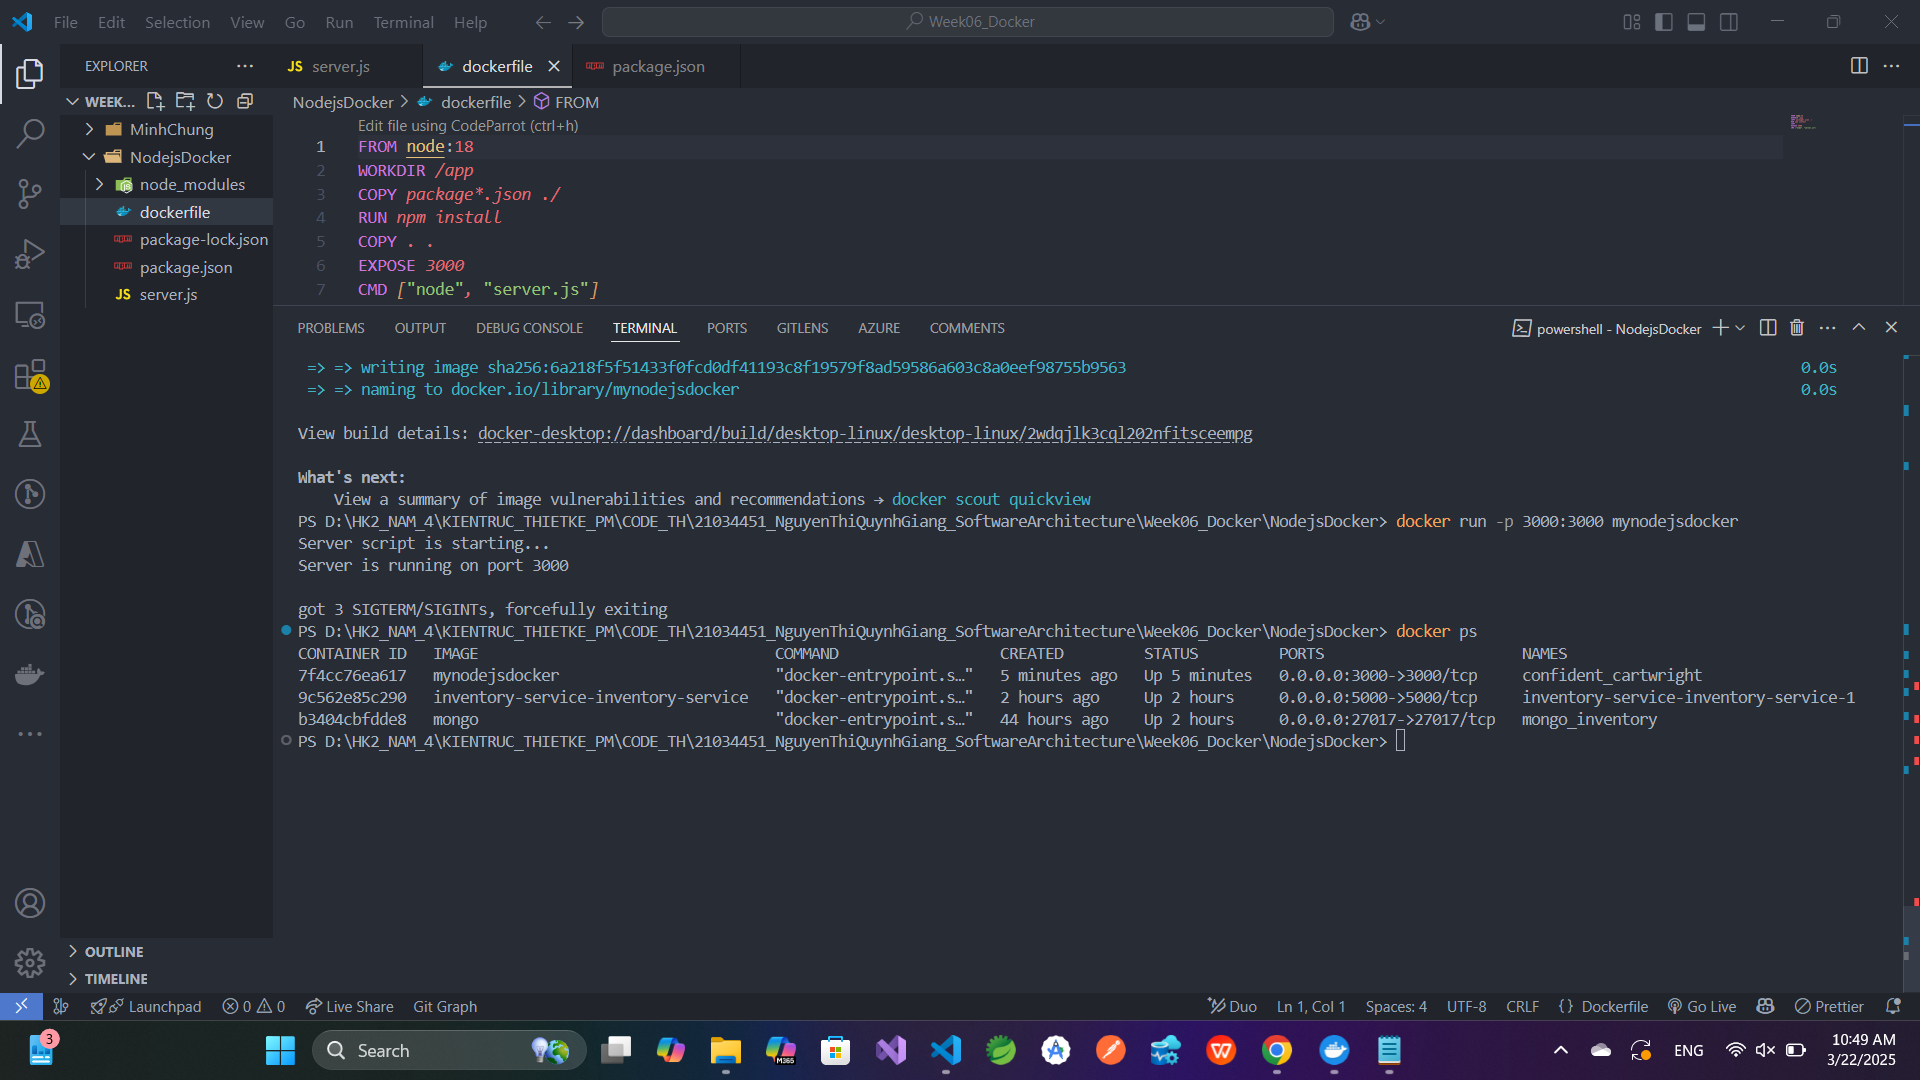 File Edit Selection View Go Run Terminal Help
Week06_Docker
EXPLORER
JS server.js
dockerfile
package.json
WEEK...
MinhChung
NodejsDocker
node_modules
dockerfile
package-lock.json
package.json
JS server.js
OUTLINE
TIMELINE
NodejsDocker > dockerfile > FROM
Edit file using CodeParrot (ctrl+h)
1 FROM node:18
2 WORKDIR /app
3 COPY package*.json ./
4 RUN npm install
5 COPY . .
6 EXPOSE 3000
7 CMD ["node", "server.js"]
PROBLEMS OUTPUT DEBUG CONSOLE TERMINAL PORTS GITLENS AZURE COMMENTS
powershell - NodejsDocker
=> => writing image sha256:6a218f5f51433f0fcd0df41193c8f19579f8ad59586a603c8a0eef98755b9563 0.0s
=> => naming to docker.io/library/mynodejsdocker 0.0s
View build details: docker-desktop://dashboard/build/desktop-linux/desktop-linux/2wdqjlk3cql202nfitsceempg
What's next:
View a summary of image vulnerabilities and recommendations → docker scout quickview
PS D:\HK2_NAM_4\KIENTRUC_THIETKE_PM\CODE_TH\21034451_NguyenThiQuynhGiang_SoftwareArchitecture\Week06_Docker\NodejsDocker> docker run -p 3000:3000 mynodejsdocker
Server script is starting...
Server is running on port 3000
got 3 SIGTERM/SIGINTs, forcefully exiting
PS D:\HK2_NAM_4\KIENTRUC_THIETKE_PM\CODE_TH\21034451_NguyenThiQuynhGiang_SoftwareArchitecture\Week06_Docker\NodejsDocker> docker ps
CONTAINER ID IMAGE COMMAND CREATED STATUS PORTS NAMES
7f4cc76ea617 mynodejsdocker "docker-entrypoint.s…" 5 minutes ago Up 5 minutes 0.0.0.0:3000->3000/tcp confident_cartwright
9c562e85c290 inventory-service-inventory-service "docker-entrypoint.s…" 2 hours ago Up 2 hours 0.0.0.0:5000->5000/tcp inventory-service-inventory-service-1
b3404cbfdde8 mongo "docker-entrypoint.s…" 44 hours ago Up 2 hours 0.0.0.0:27017->27017/tcp mongo_inventory
PS D:\HK2_NAM_4\KIENTRUC_THIETKE_PM\CODE_TH\21034451_NguyenThiQuynhGiang_SoftwareArchitecture\Week06_Docker\NodejsDocker>
Launchpad 0 0 Live Share Git Graph
Duo Ln 1, Col 1 Spaces: 4 UTF-8 CRLF {} Dockerfile Go Live Prettier
3
Search
M365
W
ENG
10:49 AM
3/22/2025